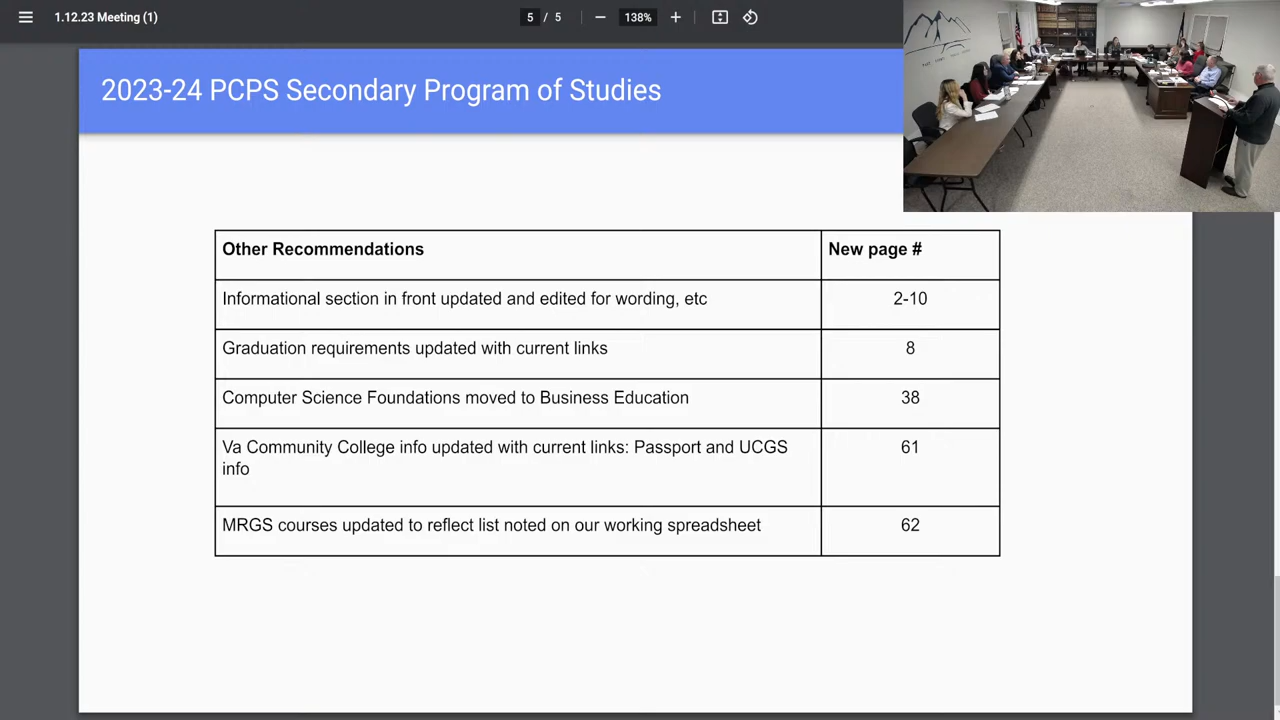 1.12.23 Meeting (1)
5 / 5
138%
2023-24 PCPS Secondary Program of Studies
Other Recommendations
New page #
Informational section in front updated and edited for wording, etc
2-10
Graduation requirements updated with current links
8
Computer Science Foundations moved to Business Education
38
Va Community College info updated with current links: Passport and UCGS
info
61
MRGS courses updated to reflect list noted on our working spreadsheet
62